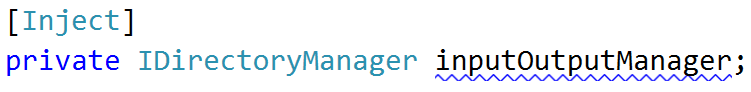 [Inject]
private IDirectoryManager inputOutputManager;